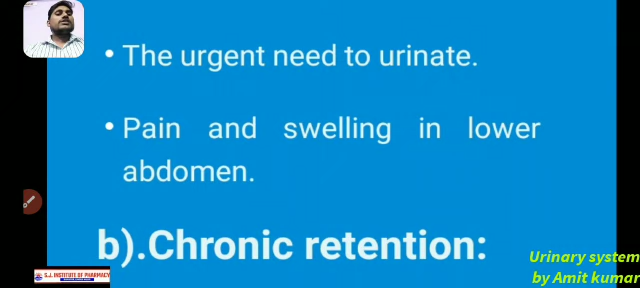 • The urgent need to urinate.
• Pain and swelling in lower
abdomen.
b).Chronic retention:
S.J. INSTITUTE OF PHARMACY
Urinary system
by Amit kumar